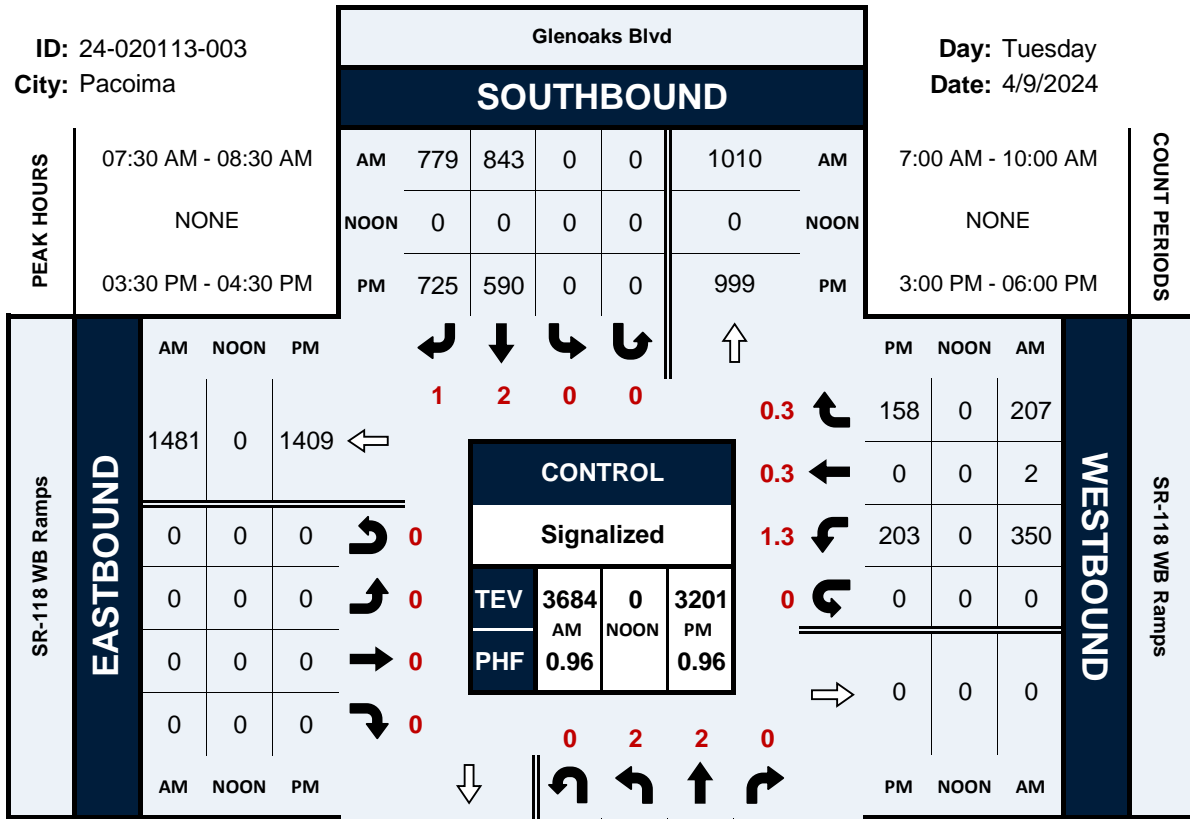 Glenoaks Blvd
ID: 24-020113-003
Day: Tuesday
City: Pacoima
Date: 4/9/2024
SOUTHBOUND
PEAK HOURS
07:30 AM - 08:30 AM
AM 779 843 0 0 1010 AM
7:00 AM - 10:00 AM
COUNT PERIODS
NONE
NOON 0 0 0 0 0 NOON
NONE
03:30 PM - 04:30 PM
PM 725 590 0 0 999 PM
3:00 PM - 06:00 PM
AM NOON PM
PM NOON AM
1 2 0 0
0.3 158 0 207
1481 0 1409
CONTROL
0.3 0 0 2
SR-118 WB Ramps
EASTBOUND
WESTBOUND
SR-118 WB Ramps
0 0 0 0
Signalized
1.3 203 0 350
0 0 0 0
TEV 3684 0 3201
0 0 0 0
AM NOON PM
0 0 0 0
PHF 0.96 0.96
0 0 0
0 0 0 0
0 2 2 0
AM NOON PM
PM NOON AM